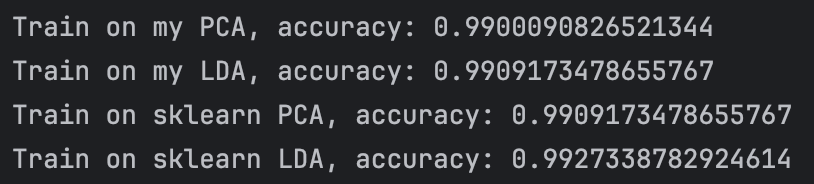 Train on my PCA, accuracy: 0.9900090826521344
Train on my LDA, accuracy: 0.9909173478655767
Train on sklearn PCA, accuracy: 0.9909173478655767
Train on sklearn LDA, accuracy: 0.9927338782924614